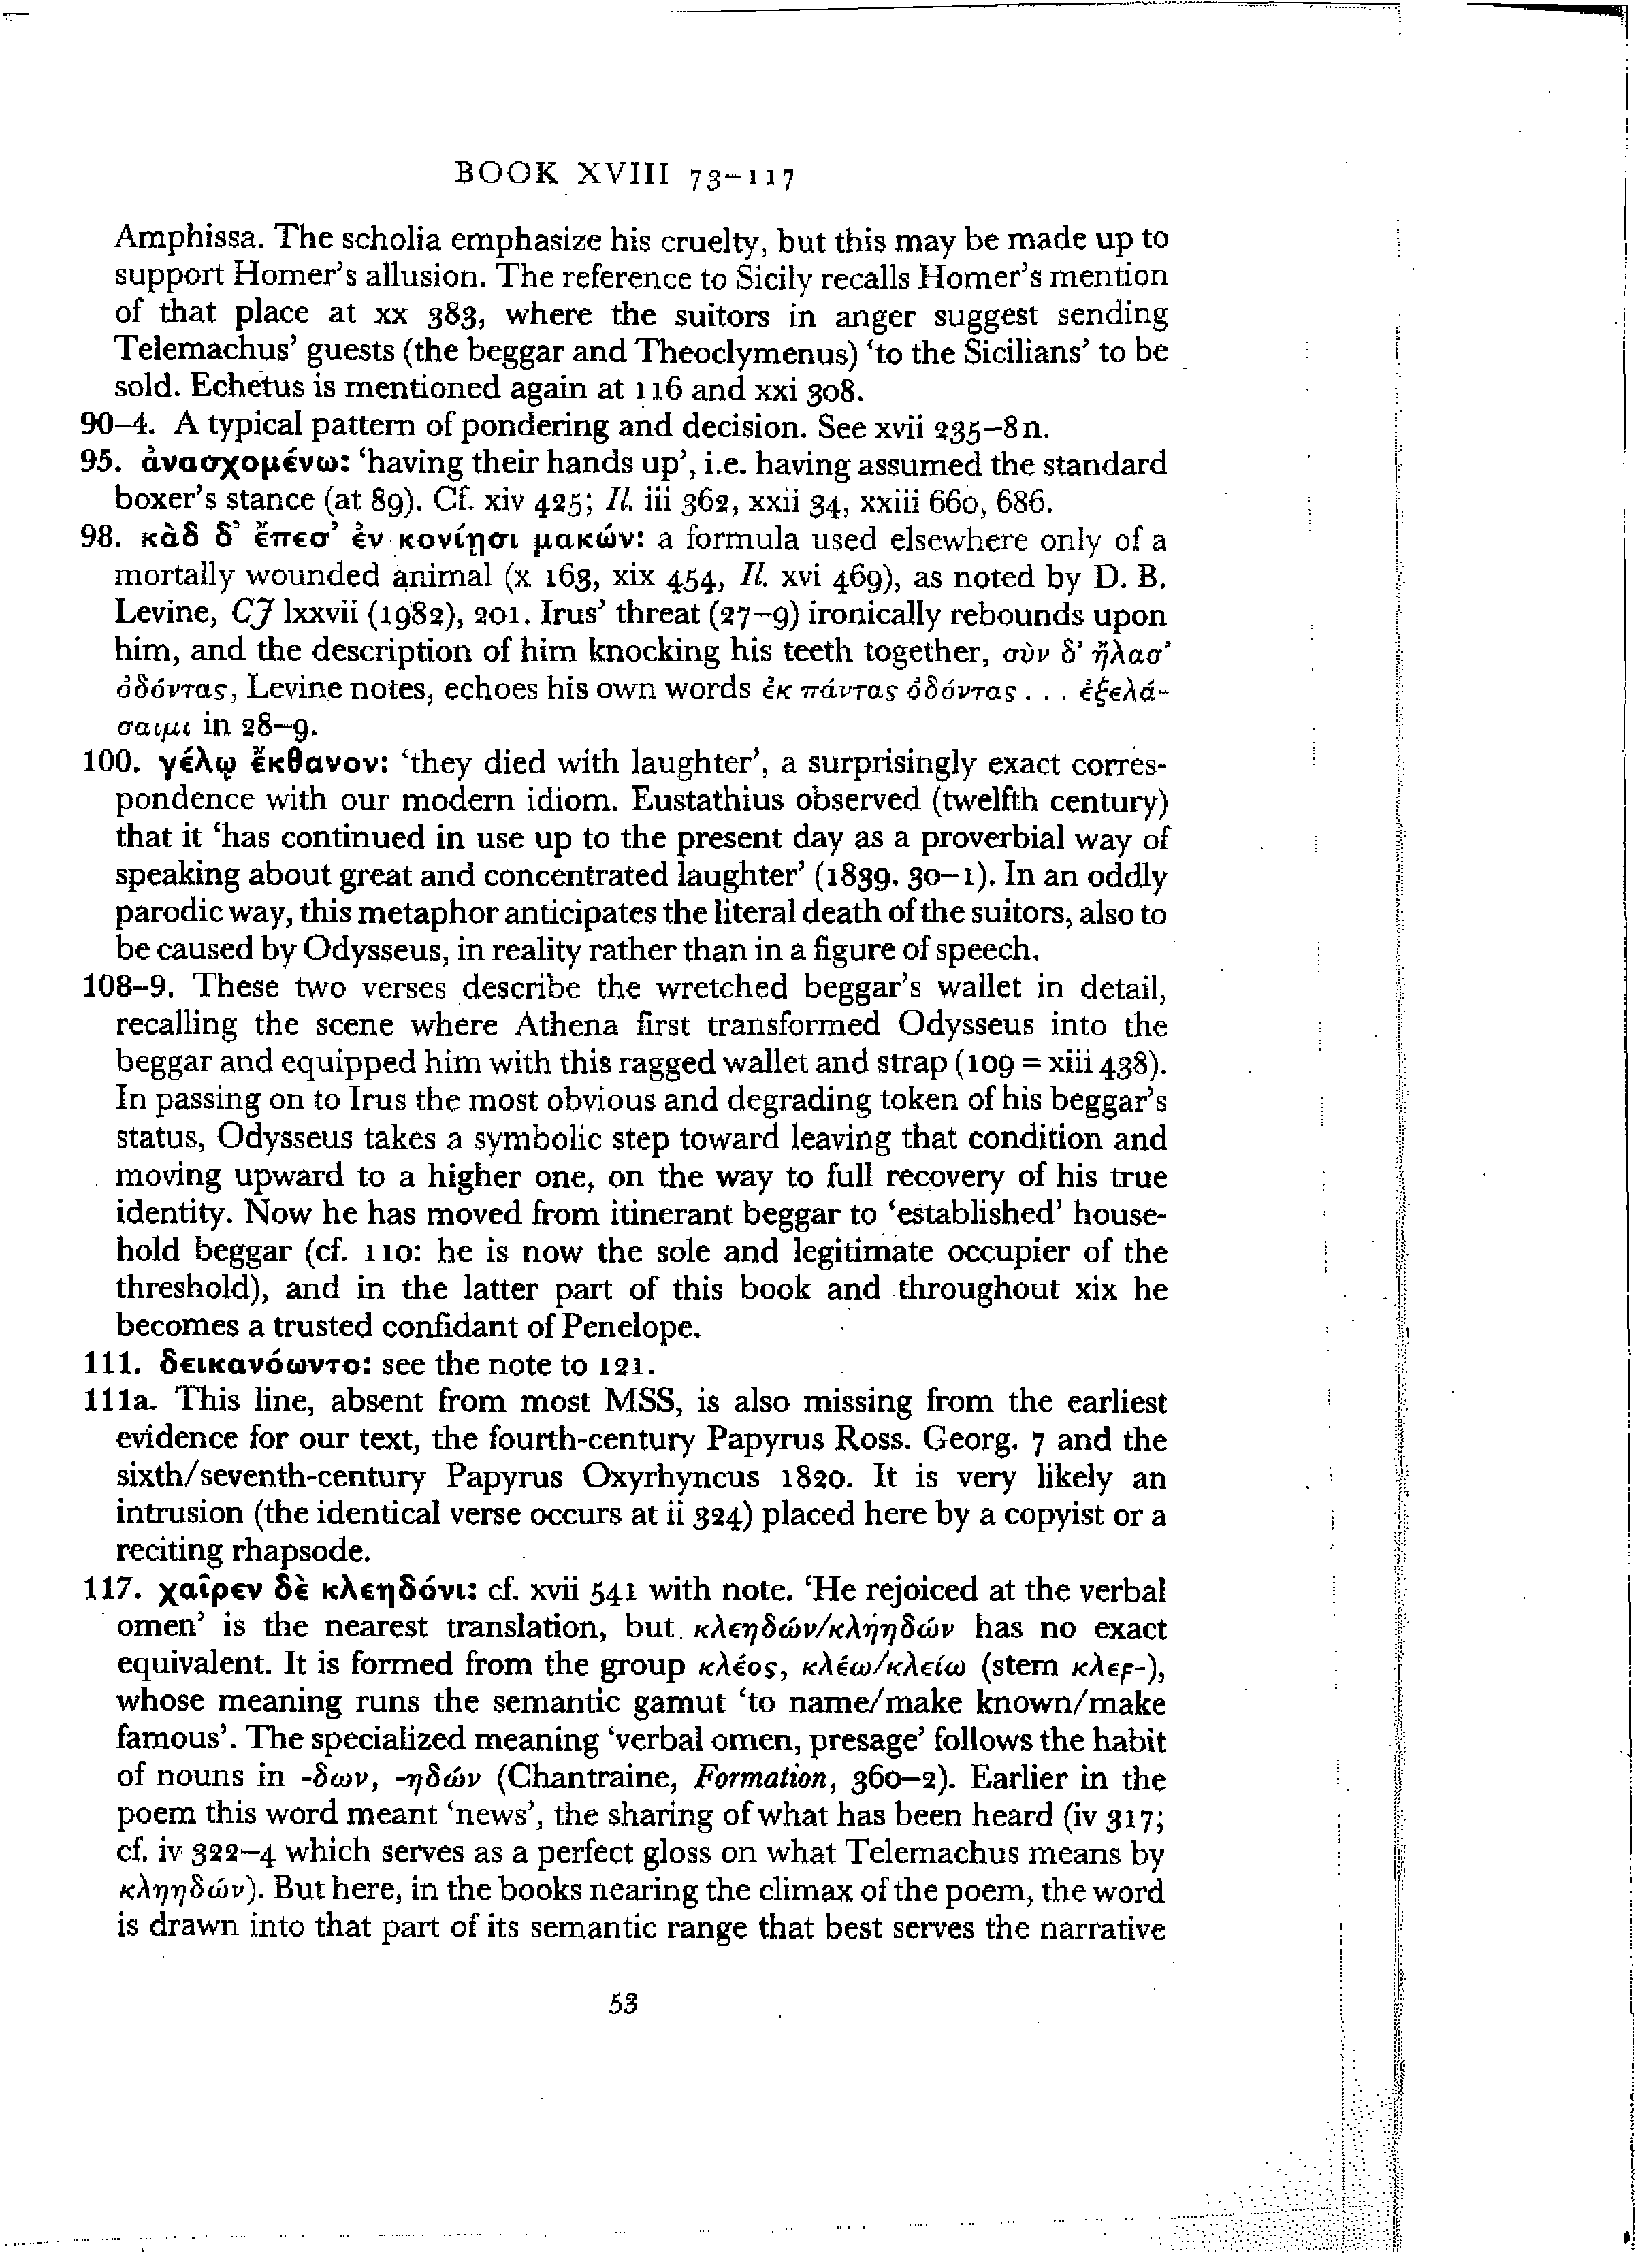 BOOK XVIII 73–117
Amphissa. The scholia emphasize his cruelty, but this may be made up to
support Homer's allusion. The reference to Sicily recalls Homer's mention
of that place at xx 383, where the suitors in anger suggest sending
Telemachus' guests (the beggar and Theoclymenus) 'to the Sicilians' to be
sold. Echetus is mentioned again at 116 and xxi 308.
90–4. A typical pattern of pondering and decision. See xvii 235–8 n.
95. ἀνασχομένω: 'having their hands up', i.e. having assumed the standard
boxer's stance (at 89). Cf. xiv 425; Il. iii 362, xxii 34, xxiii 660, 686.
98. κὰδ δ' ἔπεσ' ἐν κονίῃσι μακών: a formula used elsewhere only of a
mortally wounded animal (x 163, xix 454, Il. xvi 469), as noted by D. B.
Levine, CJ lxxvii (1982), 201. Irus' threat (27–9) ironically rebounds upon
him, and the description of him knocking his teeth together, σὺν δ' ἤλασ'
ὀδόντας, Levine notes, echoes his own words ἐκ πάντας ὀδόντας . . . ἐξελά-
σαιμι in 28–9.
100. γέλῳ ἔκθανον: 'they died with laughter', a surprisingly exact corres-
pondence with our modern idiom. Eustathius observed (twelfth century)
that it 'has continued in use up to the present day as a proverbial way of
speaking about great and concentrated laughter' (1839. 30–1). In an oddly
parodic way, this metaphor anticipates the literal death of the suitors, also to
be caused by Odysseus, in reality rather than in a figure of speech.
108–9. These two verses describe the wretched beggar's wallet in detail,
recalling the scene where Athena first transformed Odysseus into the
beggar and equipped him with this ragged wallet and strap (109 = xiii 438).
In passing on to Irus the most obvious and degrading token of his beggar's
status, Odysseus takes a symbolic step toward leaving that condition and
moving upward to a higher one, on the way to full recovery of his true
identity. Now he has moved from itinerant beggar to 'established' house-
hold beggar (cf. 110: he is now the sole and legitimate occupier of the
threshold), and in the latter part of this book and throughout xix he
becomes a trusted confidant of Penelope.
111. δεικανόωντο: see the note to 121.
111a. This line, absent from most MSS, is also missing from the earliest
evidence for our text, the fourth-century Papyrus Ross. Georg. 7 and the
sixth/seventh-century Papyrus Oxyrhyncus 1820. It is very likely an
intrusion (the identical verse occurs at ii 324) placed here by a copyist or a
reciting rhapsode.
117. χαῖρεν δὲ κλεηδόνι: cf. xvii 541 with note. 'He rejoiced at the verbal
omen' is the nearest translation, but κλεηδών/κληηδών has no exact
equivalent. It is formed from the group κλέος, κλέω/κλείω (stem κλεϝ-),
whose meaning runs the semantic gamut 'to name/make known/make
famous'. The specialized meaning 'verbal omen, presage' follows the habit
of nouns in -δων, -ηδών (Chantraine, Formation, 360–2). Earlier in the
poem this word meant 'news', the sharing of what has been heard (iv 317;
cf. iv 322–4 which serves as a perfect gloss on what Telemachus means by
κληηδών). But here, in the books nearing the climax of the poem, the word
is drawn into that part of its semantic range that best serves the narrative
53